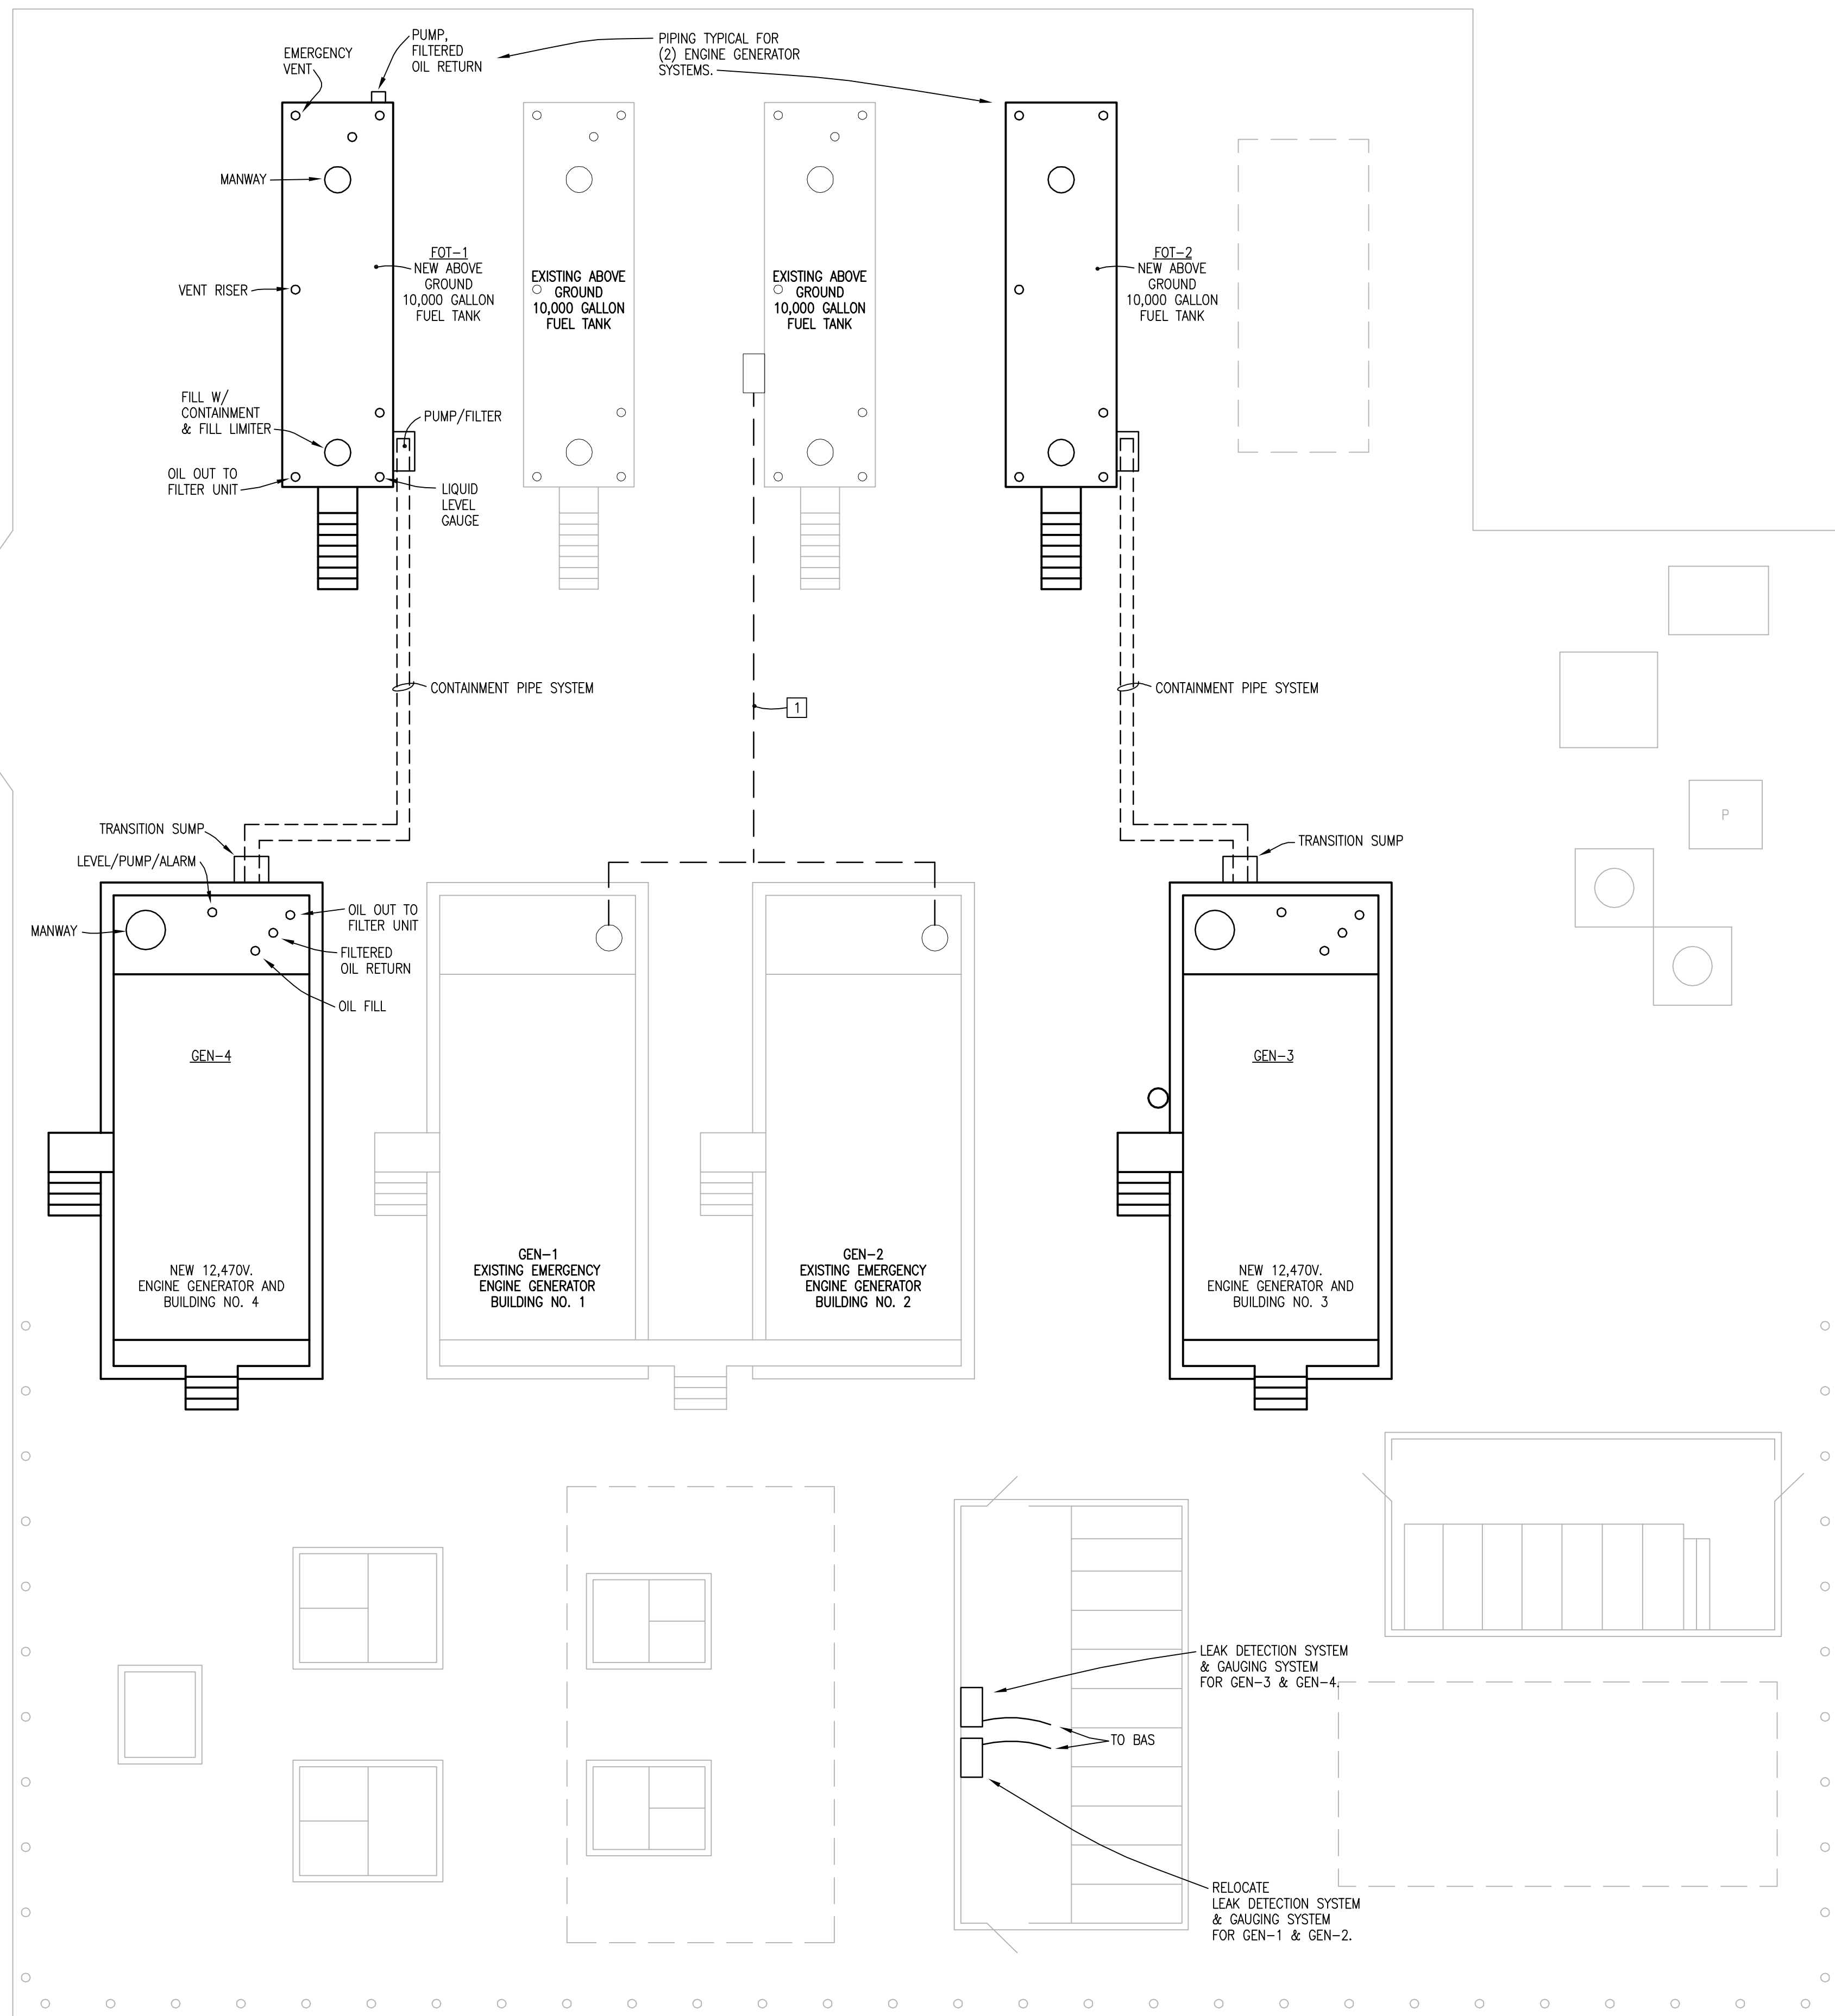 PUMP,
FILTERED
OIL RETURN
EMERGENCY
VENT
PIPING TYPICAL FOR
(2) ENGINE GENERATOR
SYSTEMS.
MANWAY
VENT RISER
FOT-1
NEW ABOVE
GROUND
10,000 GALLON
FUEL TANK
EXISTING ABOVE
GROUND
10,000 GALLON
FUEL TANK
EXISTING ABOVE
GROUND
10,000 GALLON
FUEL TANK
FOT-2
NEW ABOVE
GROUND
10,000 GALLON
FUEL TANK
FILL W/
CONTAINMENT
& FILL LIMITER
PUMP/FILTER
OIL OUT TO
FILTER UNIT
LIQUID
LEVEL
GAUGE
CONTAINMENT PIPE SYSTEM
1
CONTAINMENT PIPE SYSTEM
P
TRANSITION SUMP
LEVEL/PUMP/ALARM
TRANSITION SUMP
MANWAY
OIL OUT TO
FILTER UNIT
FILTERED
OIL RETURN
OIL FILL
GEN-4
GEN-3
NEW 12,470V.
ENGINE GENERATOR AND
BUILDING NO. 4
GEN-1
EXISTING EMERGENCY
ENGINE GENERATOR
BUILDING NO. 1
GEN-2
EXISTING EMERGENCY
ENGINE GENERATOR
BUILDING NO. 2
NEW 12,470V.
ENGINE GENERATOR AND
BUILDING NO. 3
LEAK DETECTION SYSTEM
& GAUGING SYSTEM
FOR GEN-3 & GEN-4.
TO BAS
RELOCATE
LEAK DETECTION SYSTEM
& GAUGING SYSTEM
FOR GEN-1 & GEN-2.